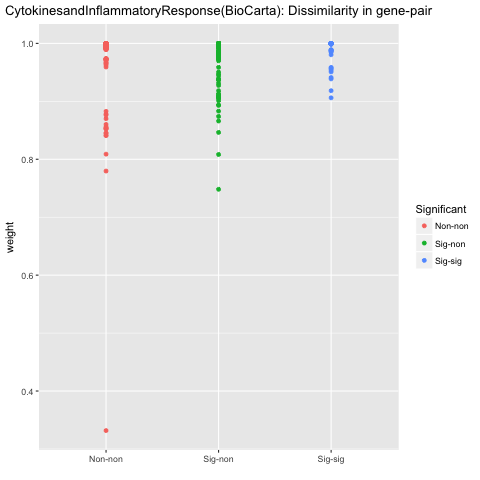 CytokinesandInflammatoryResponse(BioCarta): Dissimilarity in gene-pair
1.0
0.8
0.6
0.4
weight
Non-non
Sig-non
Sig-sig
Significant
Non-non
Sig-non
Sig-sig